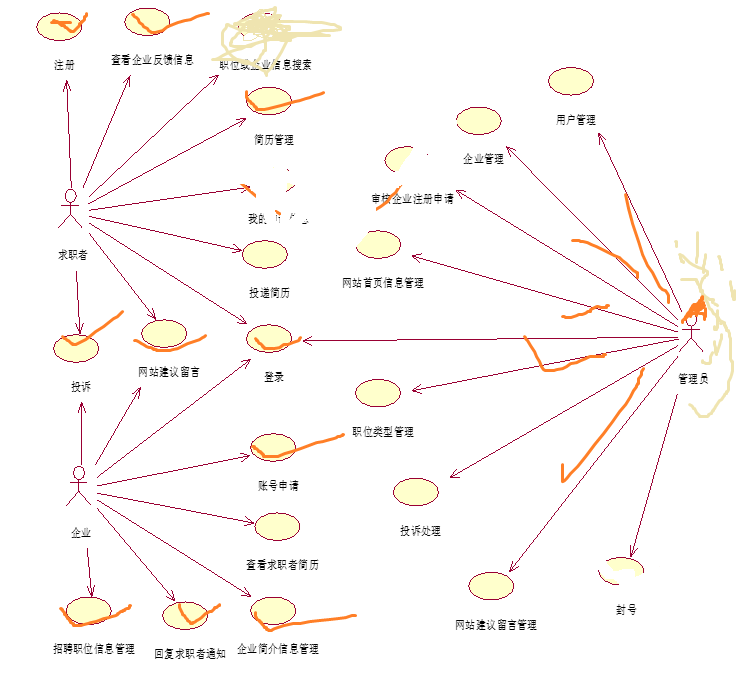 注册
查看企业反馈信息
职位或企业信息搜索
简历管理
用户管理
企业管理
审核企业注册申请
我的
息
求职者
投递简历
网站首页信息管理
投诉
网站建议留言
登录
管理员
职位类型管理
账号申请
企业
查看求职者简历
投诉处理
招聘职位信息管理
回复求职者通知
企业简介信息管理
网站建议留言管理
封号